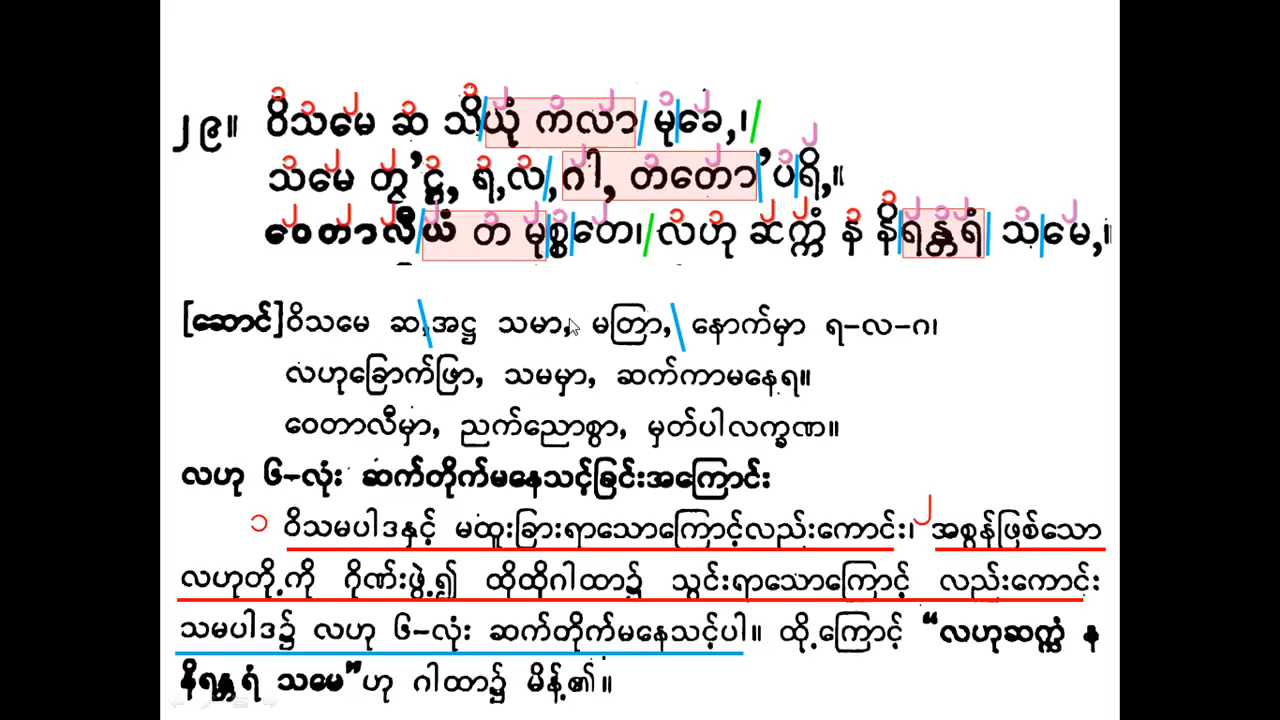 ၂၉။ ဝိသမေ ဆ သိယုံ ကလာ မုခေ,၊
သမေ တွ’ဋ္ဌ, ရ,လ,ဂါ, တတော’ပရိ,။
ဝေတာလီယံ တ မုစ္စတေ၊ လဟု ဆက္ကံ န နိရန္တရံ သမေ,။
[ဆောင်]ဝိသမေ ဆ,အဋ္ဌ သမာ, မတြာ, နောက်မှာ ရ-လ-ဂ၊
လဟုခြောက်ဖြာ, သမမှာ, ဆက်ကာမနေရ။
ဝေတာလီမှာ, ညက်ညောစွာ, မှတ်ပါလက္ခဏ။
လဟု ၆-လုံး ဆက်တိုက်မနေသင့်ခြင်းအကြောင်း
၁ ဝိသမပါဒနှင့် မထူးခြားရာသောကြောင့်လည်းကောင်း၊ ၂ အစွန်ဖြစ်သော
လဟုတို့ကို ဂိုဏ်းဖွဲ့၍ ထိုထိုဂါထာ၌ သွင်းရာသောကြောင့် လည်းကောင်း
သမပါဒ၌ လဟု ၆-လုံး ဆက်တိုက်မနေသင့်ပါ။ ထို့ကြောင့် “လဟုဆက္ကံ န
နိရန္တရံ သမေ”ဟု ဂါထာ၌ မိန့်၏။